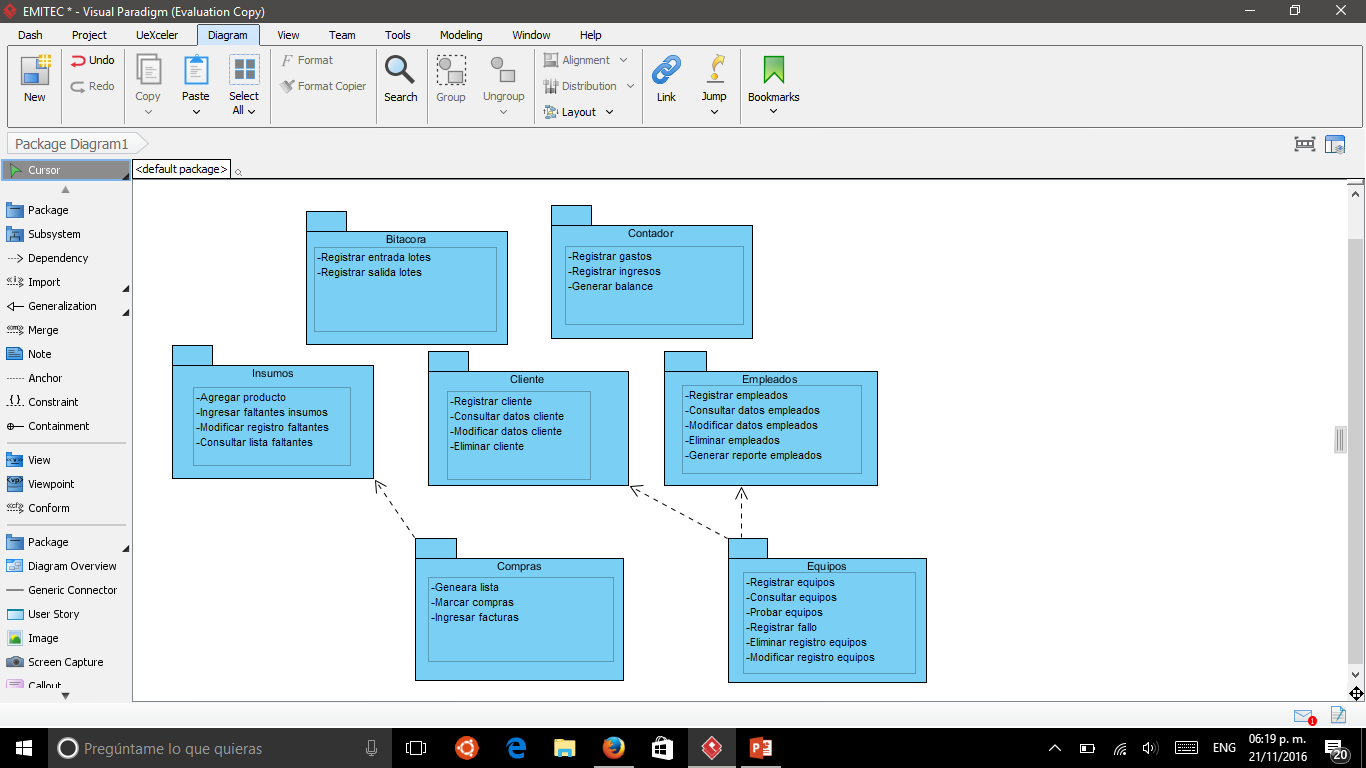 EMITEC * - Visual Paradigm (Evaluation Copy)
Dash Project UeXceler Diagram View Team Tools Modeling Window Help
New
Undo
Redo
Copy
Paste
Select
All
Format
Format Copier
Search
Group
Ungroup
Alignment
Distribution
Layout
Link
Jump
Bookmarks
Package Diagram1
Cursor
<default package>
Package
Subsystem
Dependency
Import
Generalization
Merge
Note
Anchor
Constraint
Containment
View
Viewpoint
Conform
Package
Diagram Overview
Generic Connector
User Story
Image
Screen Capture
Callout
Bitacora
-Registrar entrada lotes
-Registrar salida lotes
Contador
-Registrar gastos
-Registrar ingresos
-Generar balance
Insumos
-Agregar producto
-Ingresar faltantes insumos
-Modificar registro faltantes
-Consultar lista faltantes
Cliente
-Registrar cliente
-Consultar datos cliente
-Modificar datos cliente
-Eliminar cliente
Empleados
-Registrar empleados
-Consultar datos empleados
-Modificar datos empleados
-Eliminar empleados
-Generar reporte empleados
Compras
-Geneara lista
-Marcar compras
-Ingresar facturas
Equipos
-Registrar equipos
-Consultar equipos
-Probar equipos
-Registrar fallo
-Eliminar registro equipos
-Modificar registro equipos
1
Pregúntame lo que quieras
ENG
06:19 p. m.
21/11/2016
20